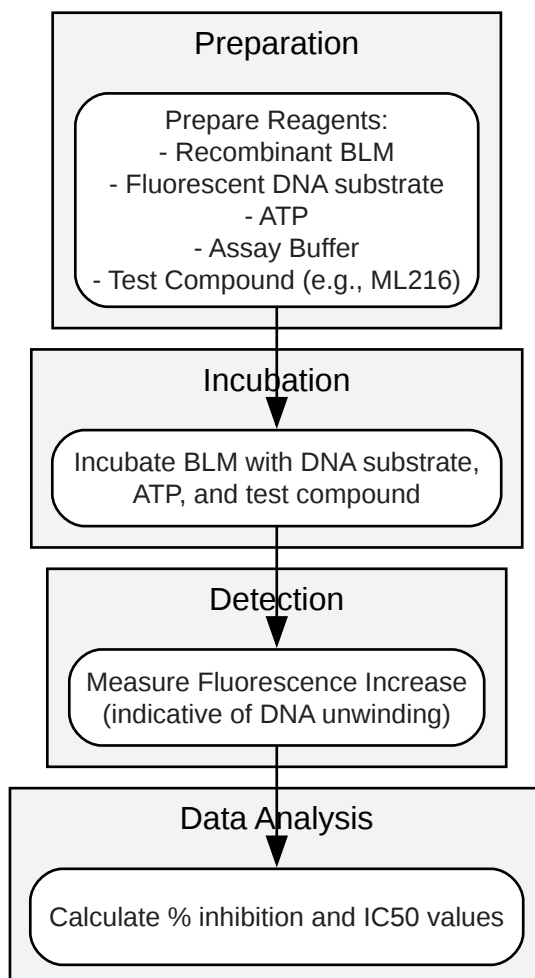 Preparation
Prepare Reagents:
- Recombinant BLM
- Fluorescent DNA substrate
- ATP
- Assay Buffer
- Test Compound (e.g., ML216)
Incubation
Incubate BLM with DNA substrate,
ATP, and test compound
Detection
Measure Fluorescence Increase
(indicative of DNA unwinding)
Data Analysis
Calculate % inhibition and IC50 values